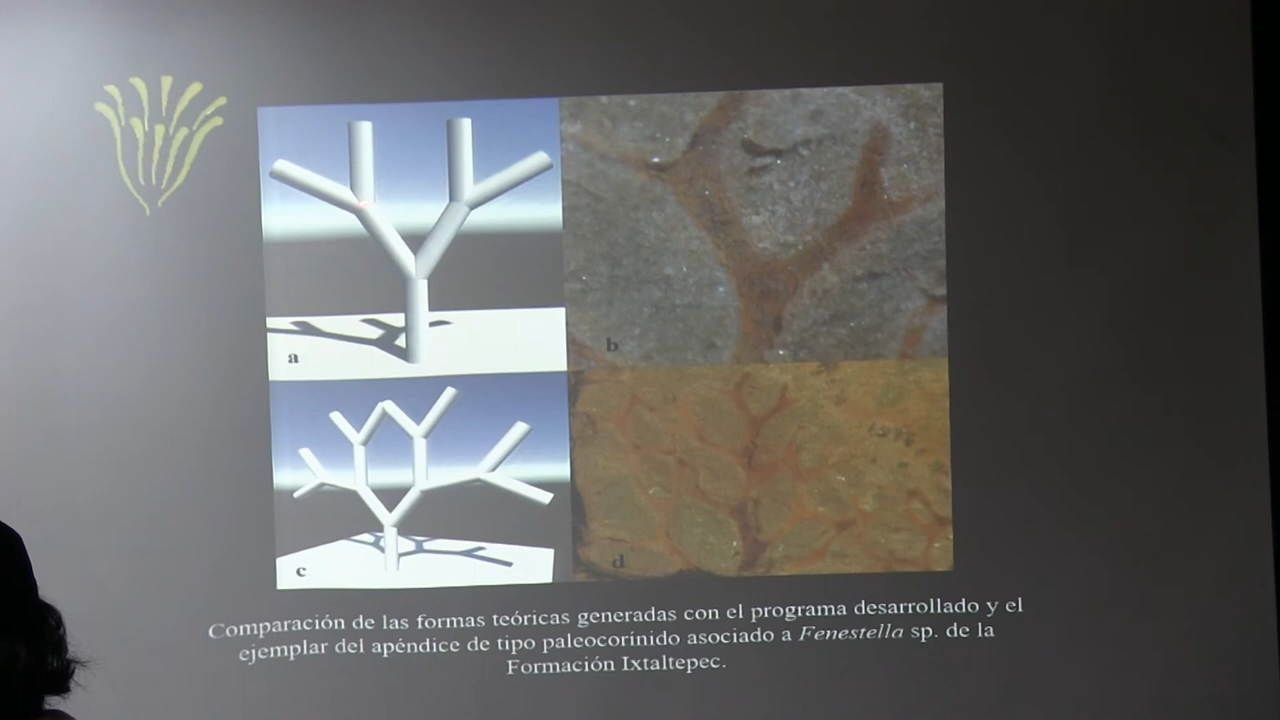 a
b
c
d
Comparación de las formas teóricas generadas con el programa desarrollado y el
ejemplar del apéndice de tipo paleocorínido asociado a Fenestella sp. de la
Formación Ixtaltepec.